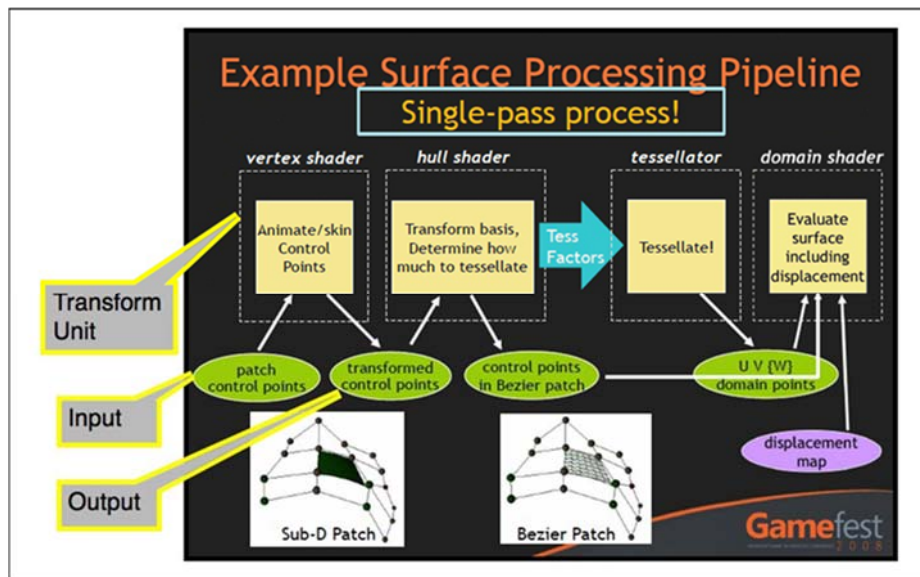 Example Surface Processing Pipeline
Single-pass process!
vertex shader
hull shader
tessellator
domain shader
Animate/skin
Control
Points
Transform basis,
Determine how
much to tessellate
Tess
Factors
Tessellate!
Evaluate
surface
including
displacement
Transform
Unit
Input
Output
patch
control points
transformed
control points
control points
in Bezier patch
U V {W}
domain points
displacement
map
Sub-D Patch
Bezier Patch
Gamefest
2008